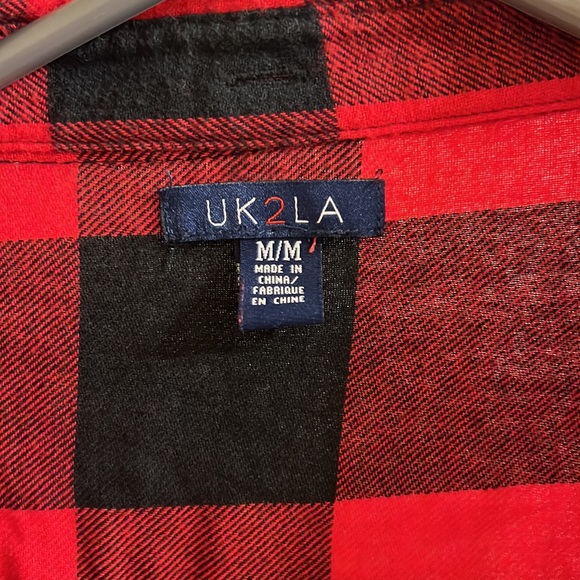 UK2LA
M/M
MADE IN
CHINA/
FABRIQUE
EN CHINE